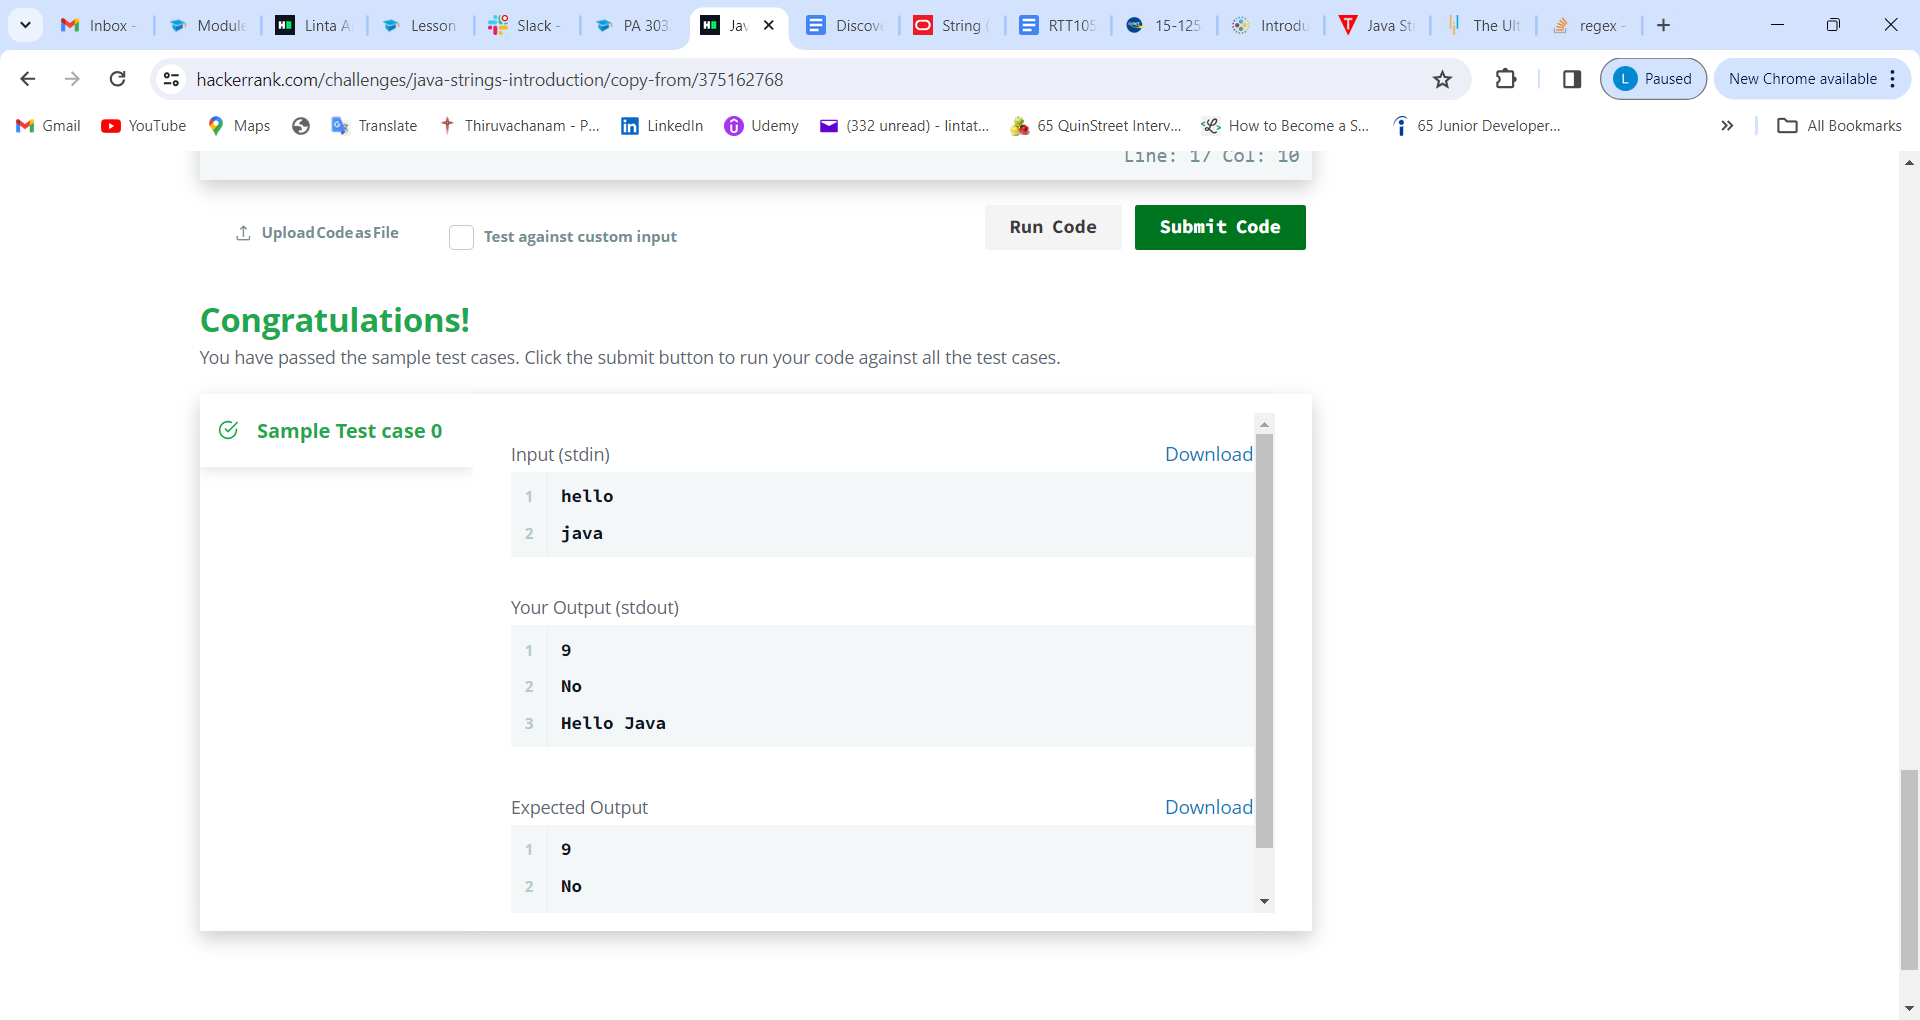 Inbox - Module Linta A Lesson Slack - PA 303. Jav Discove String ( RTT105 15-125 Introdu Java St The Ult regex -
hackerrank.com/challenges/java-strings-introduction/copy-from/375162768 L Paused New Chrome available
Gmail YouTube Maps Translate Thiruvachanam - P... LinkedIn Udemy (332 unread) - lintat... 65 QuinStreet Interv... How to Become a S... 65 Junior Developer... All Bookmarks
Line: 17 Col: 10
Upload Code as File Test against custom input Run Code Submit Code
Congratulations!
You have passed the sample test cases. Click the submit button to run your code against all the test cases.
Sample Test case 0
Input (stdin) Download
1 hello
2 java
Your Output (stdout)
1 9
2 No
3 Hello Java
Expected Output Download
1 9
2 No